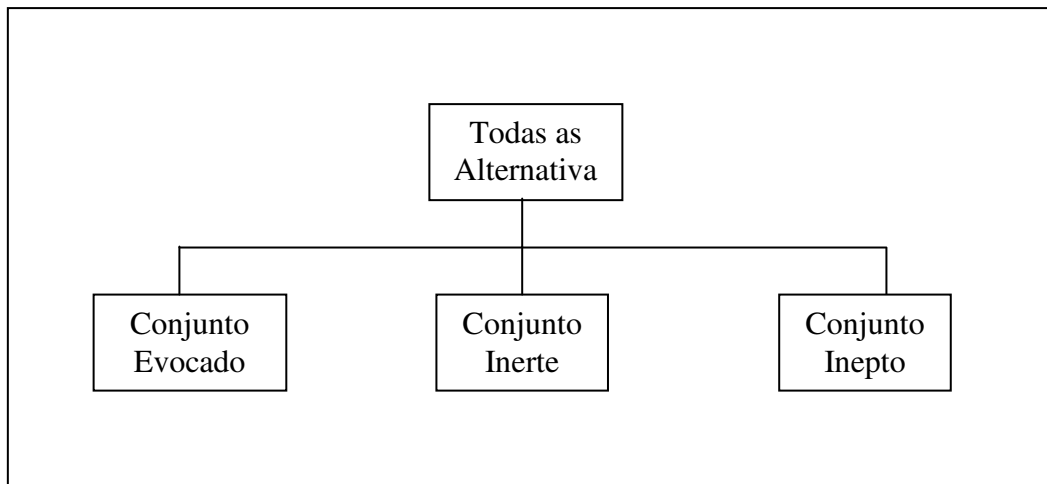 Todas as
Alternativa
Conjunto
Evocado
Conjunto
Inerte
Conjunto
Inepto